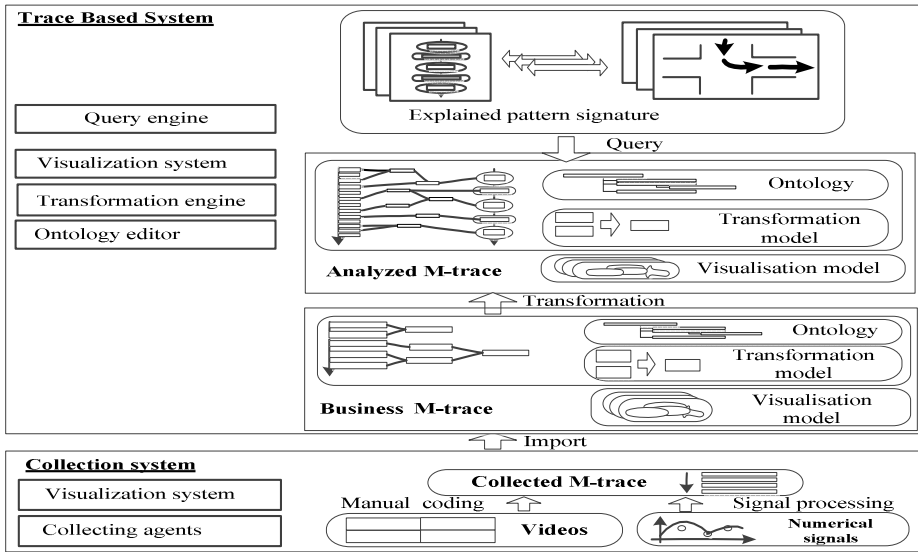 Trace Based System
Query engine
Visualization system
Transformation engine
Ontology editor
Explained pattern signature
Query
Ontology
Transformation
model
Visualisation model
Analyzed M-trace
Transformation
Ontology
Transformation
model
Visualisation
model
Business M-trace
Import
Collection system
Visualization system
Collecting agents
Collected M-trace
Manual coding
Signal processing
Videos
Numerical
signals